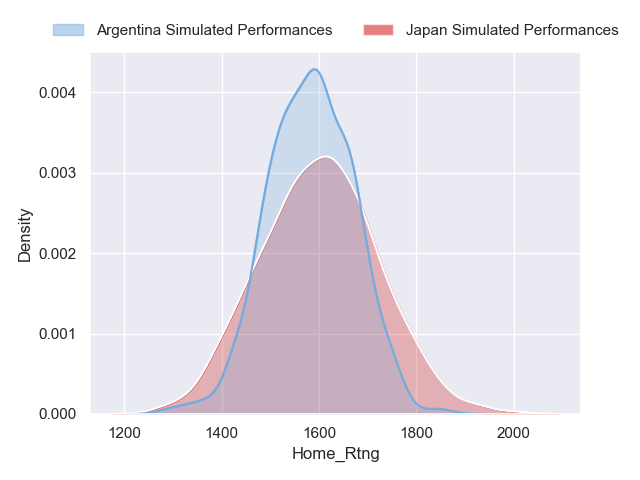 Argentina Simulated Performances Japan Simulated Performances
0.004
0.003
0.002
0.001
0.000
Density
1200 1400 1600 1800 2000
Home_Rtng